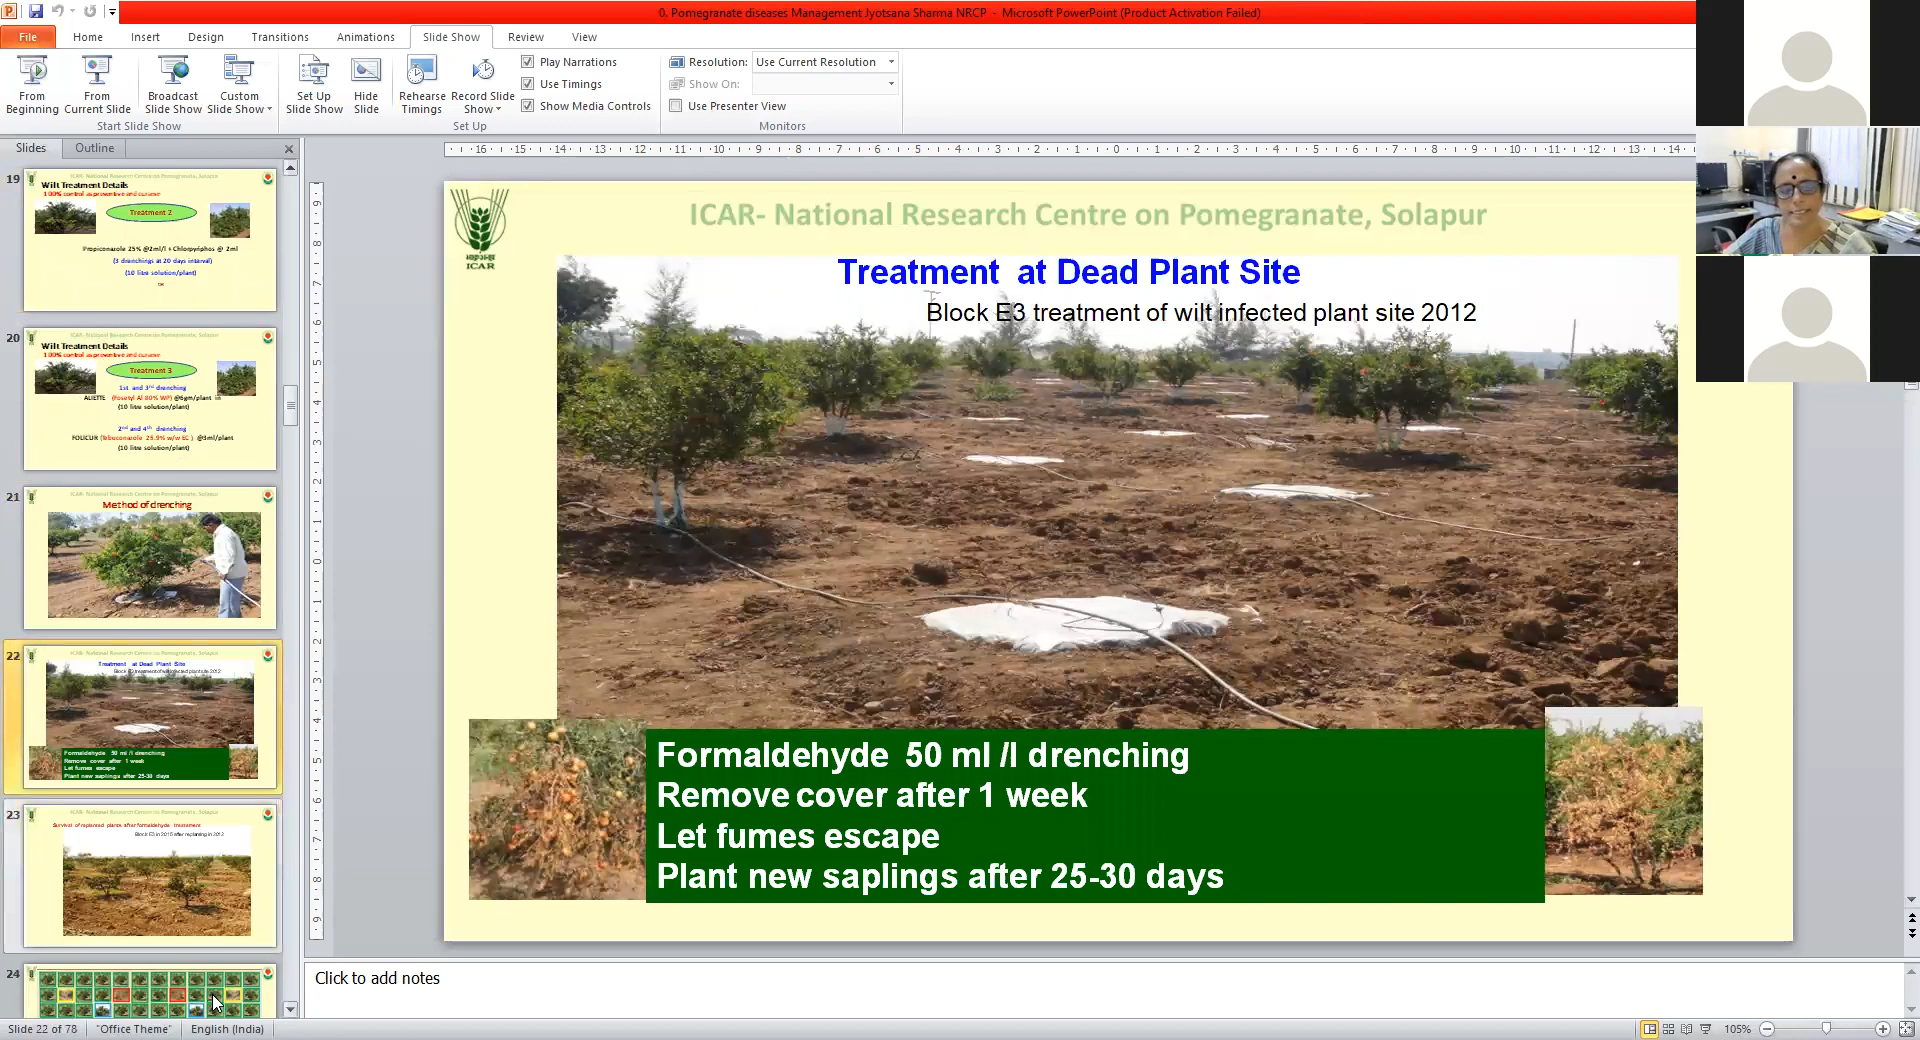 0. Pomegranate diseases Management Jyotsana Sharma NRCP - Microsoft PowerPoint (Product Activation Failed)
File Home Insert Design Transitions Animations Slide Show Review View
From Beginning
From Current Slide
Broadcast Slide Show
Custom Slide Show
Start Slide Show
Set Up Slide Show
Hide Slide
Rehearse Timings
Record Slide Show
Play Narrations
Use Timings
Show Media Controls
Set Up
Resolution: Use Current Resolution
Show On:
Use Presenter View
Monitors
Slides Outline
19
ICAR- National Research Centre on Pomegranate, Solapur
Wilt Treatment Details
100% control as preventive and curative
Treatment 2
Propiconazole 25% @2ml/l + Chlorpyriphos @ 2ml
(3 drenchings at 20 days interval)
(10 litre solution/plant)
20
ICAR- National Research Centre on Pomegranate, Solapur
Wilt Treatment Details
100% control as preventive and curative
Treatment 3
1st and 3rd drenching
ALIETTE (Fosetyl Al 80% WP) @6gm/plant in
(10 litre solution/plant)
2nd and 4th drenching
FOLICUR (Tebuconazole 25.9% w/w EC ) @3ml/plant
(10 litre solution/plant)
21
ICAR- National Research Centre on Pomegranate, Solapur
Method of drenching
22
ICAR- National Research Centre on Pomegranate, Solapur
Treatment at Dead Plant Site
Block E3 treatment of wilt infected plant site 2012
Formaldehyde 50 ml /l drenching
Remove cover after 1 week
Let fumes escape
Plant new saplings after 25-30 days
23
ICAR- National Research Centre on Pomegranate, Solapur
Survival of replanted plants after formaldehyde treatement
Block E3 in 2015 after replanting in 2012
24
ICAR- National Research Centre on Pomegranate, Solapur
ICAR
Treatment at Dead Plant Site
Block E3 treatment of wilt infected plant site 2012
Formaldehyde 50 ml /l drenching
Remove cover after 1 week
Let fumes escape
Plant new saplings after 25-30 days
Click to add notes
Slide 22 of 78 "Office Theme" English (India) 105%